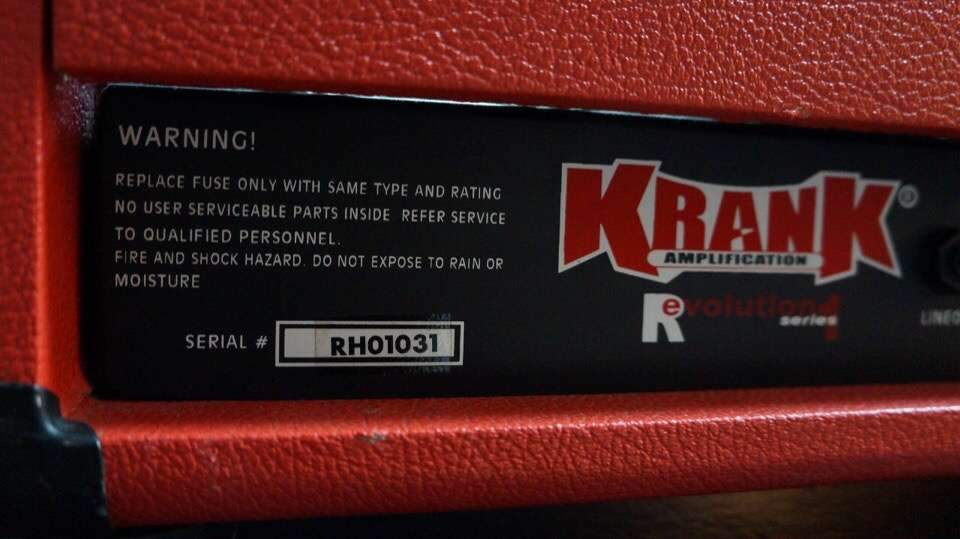 WARNING!
REPLACE FUSE ONLY WITH SAME TYPE AND RATING
NO USER SERVICEABLE PARTS INSIDE REFER SERVICE
TO QUALIFIED PERSONNEL.
FIRE AND SHOCK HAZARD. DO NOT EXPOSE TO RAIN OR
MOISTURE
SERIAL # RH01031
KRANK®
AMPLIFICATION
Revolution 1
series